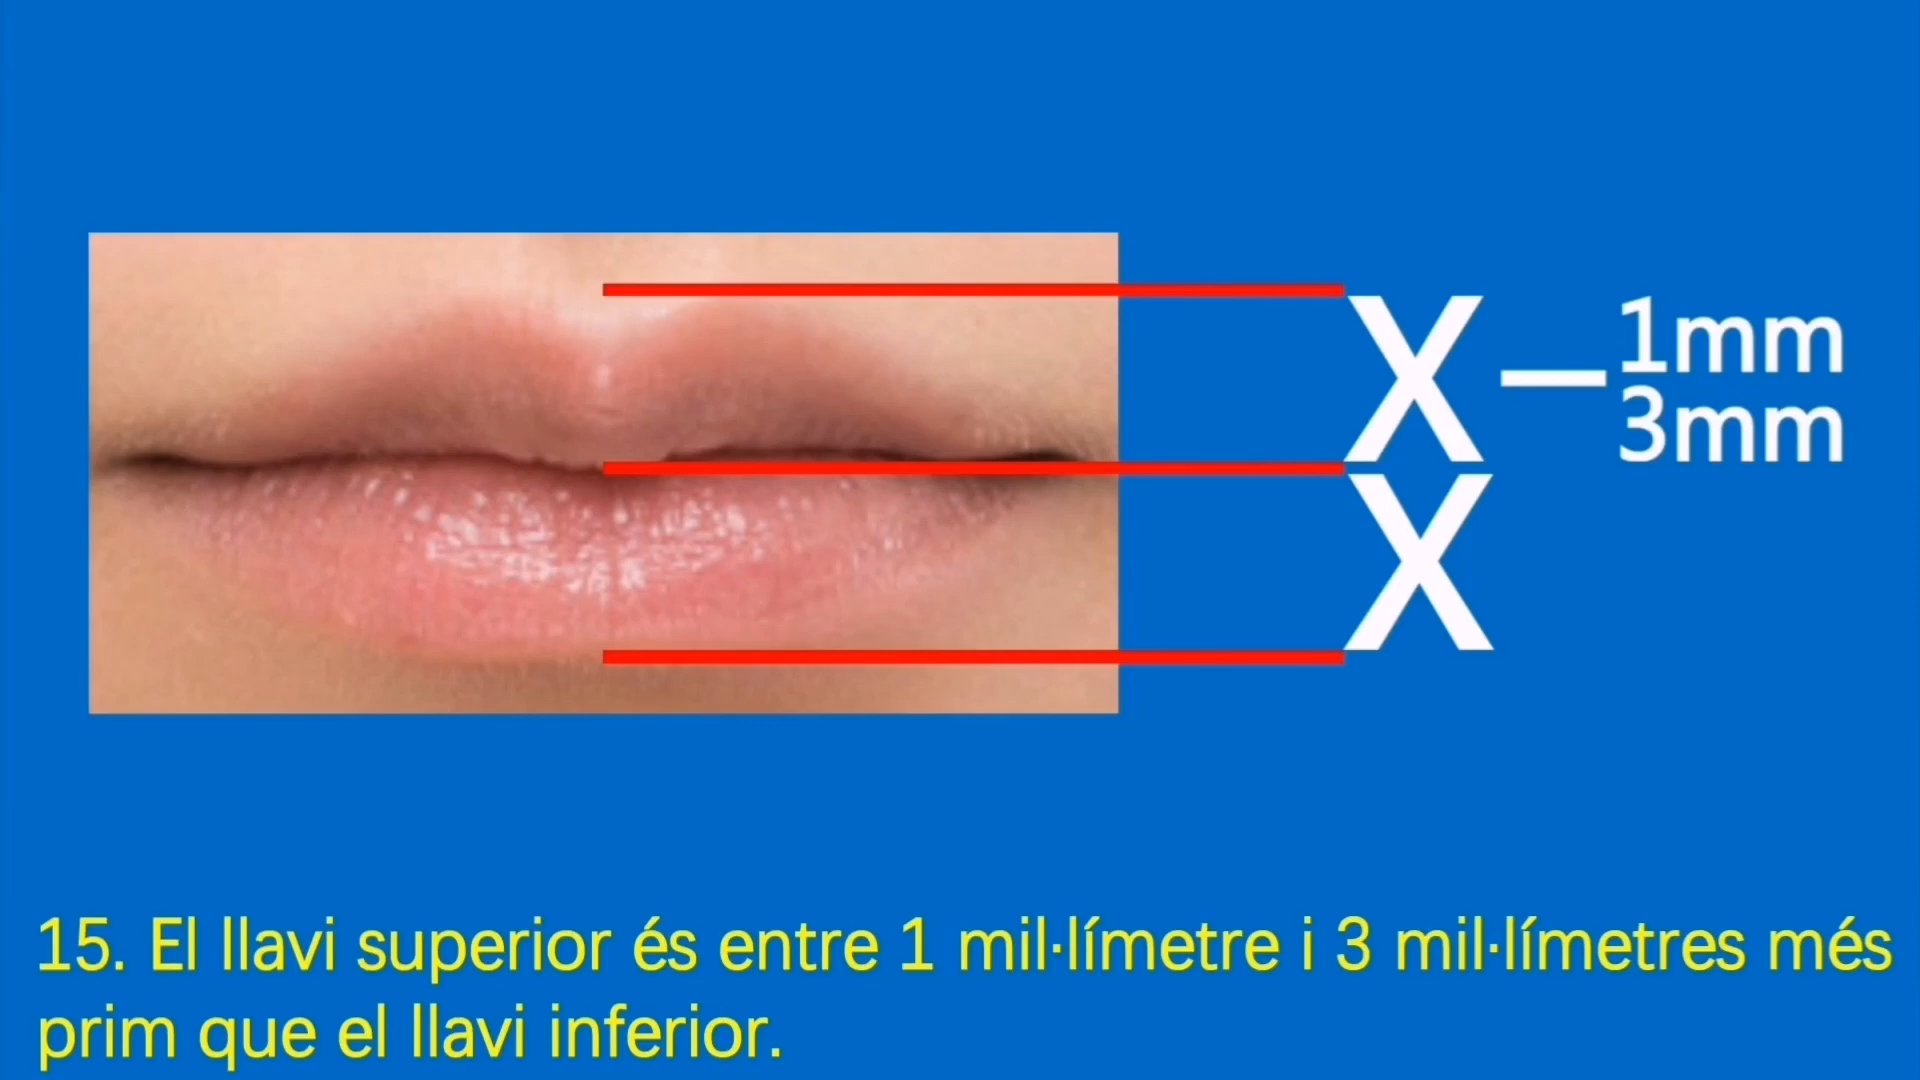 X — 1mm
3mm
X
15. El llavi superior és entre 1 mil·límetre i 3 mil·límetres més
prim que el llavi inferior.